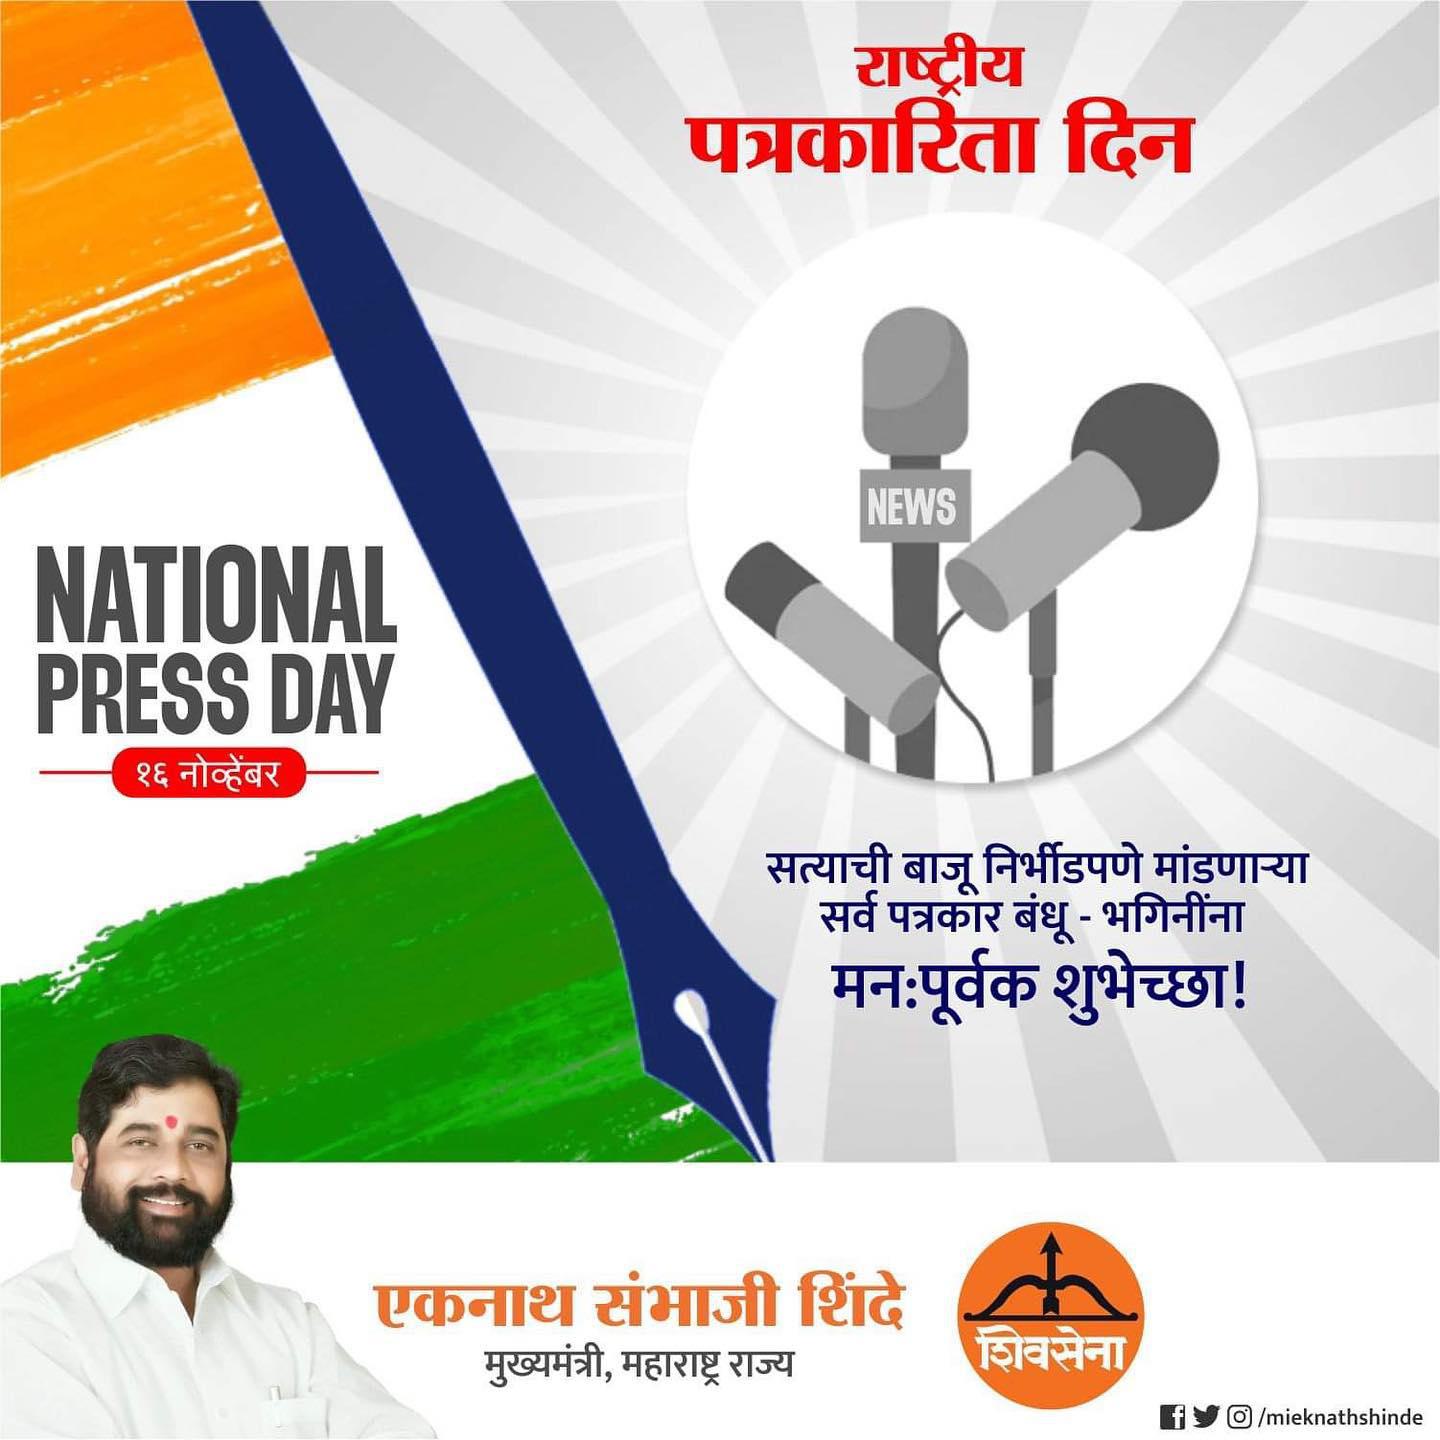 राष्ट्रीय
पत्रकारिता दिन
NEWS
NATIONAL
PRESS DAY
१६ नोव्हेंबर
सत्याची बाजू निर्भीडपणे मांडणाऱ्या
सर्व पत्रकार बंधू - भगिनींना
मन:पूर्वक शुभेच्छा!
एकनाथ संभाजी शिंदे
मुख्यमंत्री, महाराष्ट्र राज्य
शिवसेना
/mieknathshinde